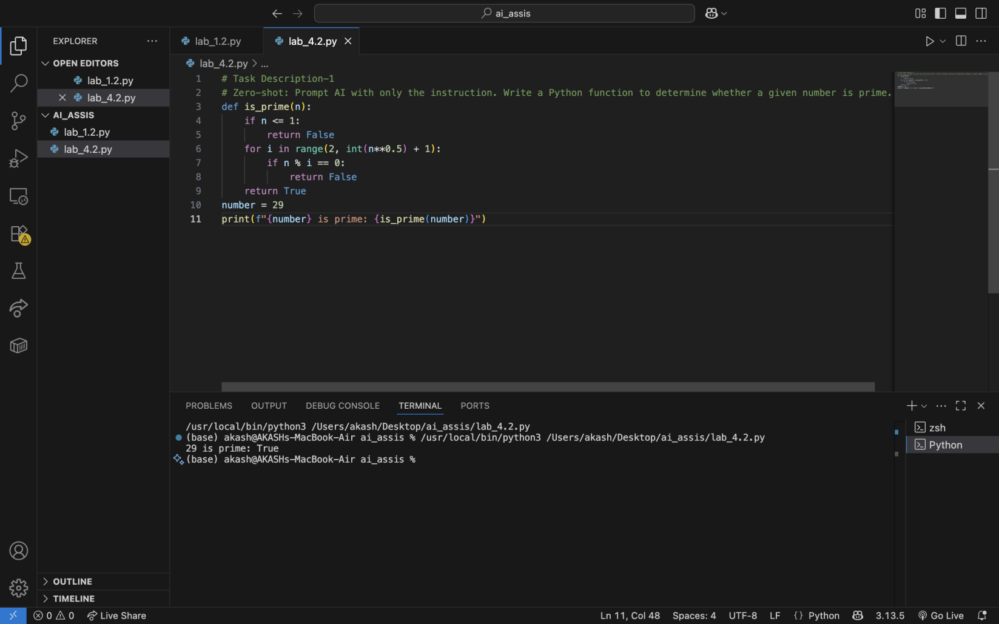 ai_assis
EXPLORER
OPEN EDITORS
lab_1.2.py
lab_4.2.py
AI_ASSIS
lab_1.2.py
lab_4.2.py
OUTLINE
TIMELINE
lab_1.2.py
lab_4.2.py
lab_4.2.py > ...
1 # Task Description-1
2 # Zero-shot: Prompt AI with only the instruction. Write a Python function to determine whether a given number is prime.
3 def is_prime(n):
4     if n <= 1:
5         return False
6     for i in range(2, int(n**0.5) + 1):
7         if n % i == 0:
8             return False
9     return True
10 number = 29
11 print(f"{number} is prime: {is_prime(number)}")
PROBLEMS OUTPUT DEBUG CONSOLE TERMINAL PORTS
/usr/local/bin/python3 /Users/akash/Desktop/ai_assis/lab_4.2.py
(base) akash@AKASHs-MacBook-Air ai_assis % /usr/local/bin/python3 /Users/akash/Desktop/ai_assis/lab_4.2.py
29 is prime: True
(base) akash@AKASHs-MacBook-Air ai_assis %
zsh
Python
0 0 Live Share Ln 11, Col 48 Spaces: 4 UTF-8 LF {} Python 3.13.5 Go Live